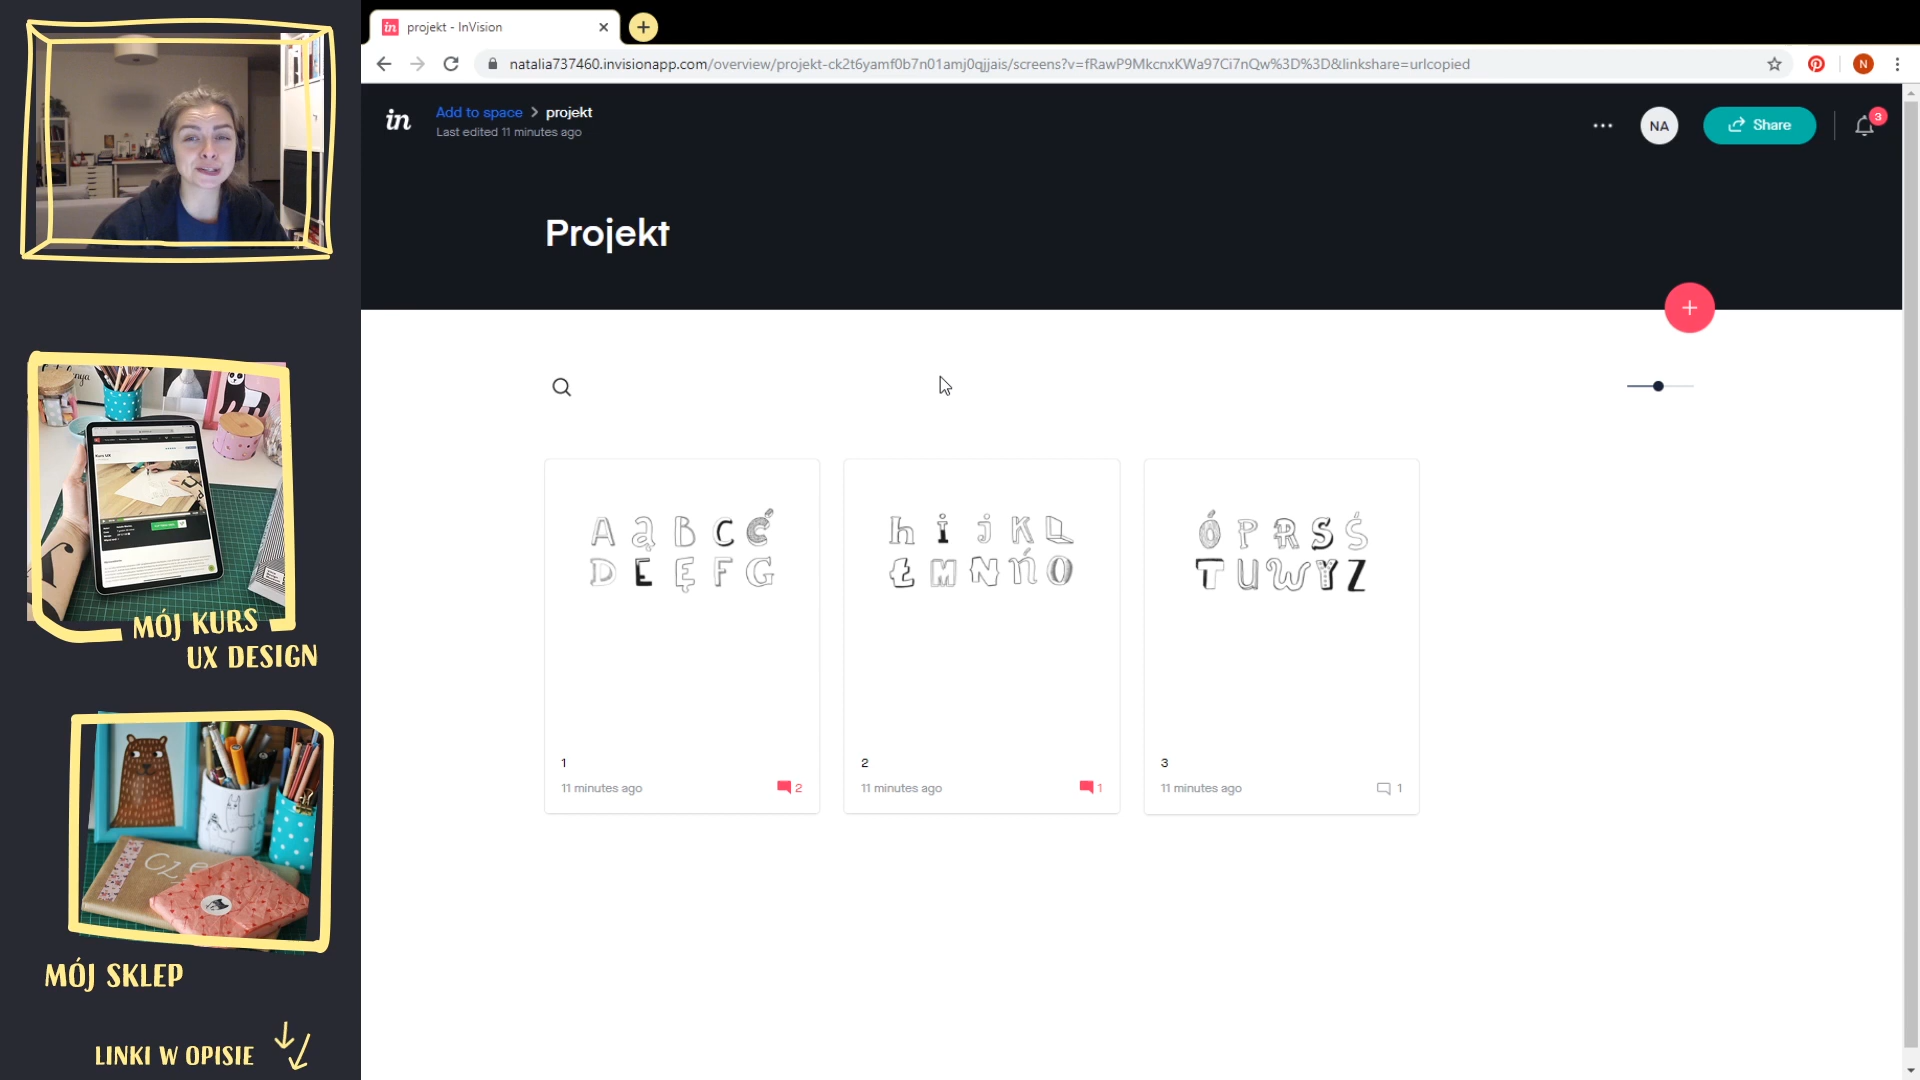 projekt - InVision
natalia737460.invisionapp.com/overview/projekt-ck2t6yamf0b7n01amj0qjjais/screens?v=fRawP9MkcnxKWa97Ci7nQw%3D%3D&linkshare=urlcopied
N
in
Add to space > projekt
Last edited 11 minutes ago
NA
Share
3
Projekt
A Ą B C Ć
D E Ę F G
h i j K L
Ł M N Ń O
Ó P R S Ś
T U W Y Z
1
11 minutes ago
2
2
11 minutes ago
1
3
11 minutes ago
1
MÓJ KURS
UX DESIGN
MÓJ SKLEP
LINKI W OPISIE